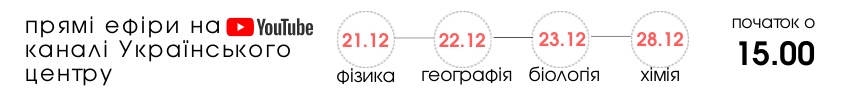 прямі ефіри на YouTube
каналі Українського
центру
21.12
фізика
22.12
географія
23.12
біологія
28.12
хімія
початок о
15.00